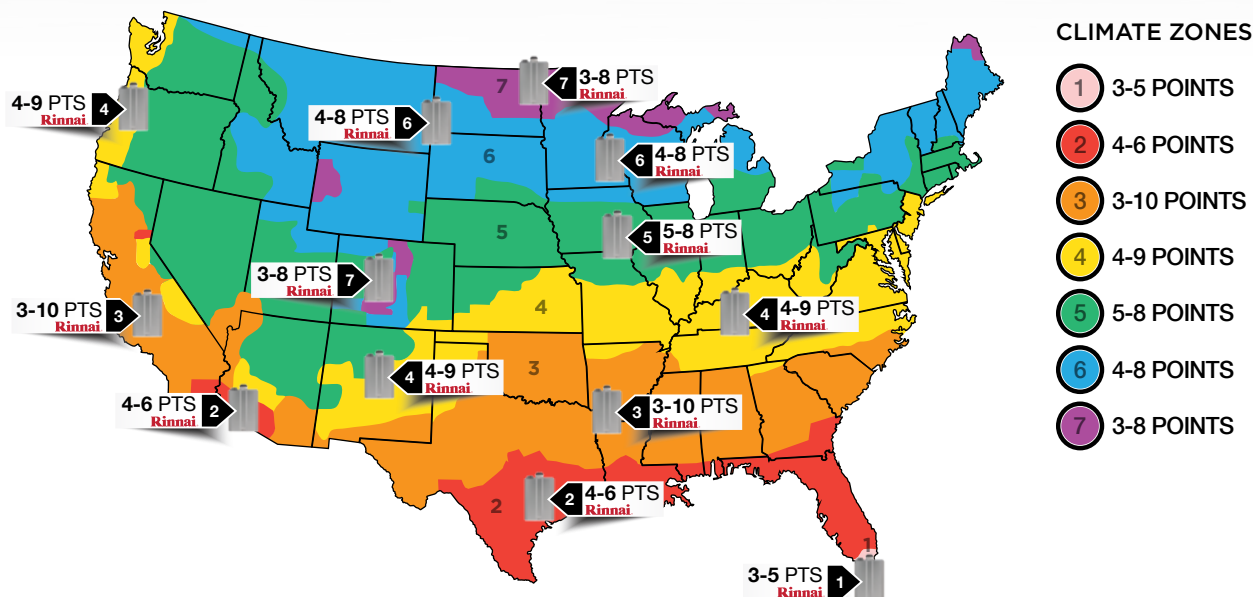 CLIMATE ZONES
1 3-5 POINTS
2 4-6 POINTS
3 3-10 POINTS
4 4-9 POINTS
5 5-8 POINTS
6 4-8 POINTS
7 3-8 POINTS
7
7 3-8 PTS
Rinnai
4-9 PTS 4
Rinnai
4-8 PTS 6
Rinnai
6
6 4-8 PTS
Rinnai
5
5 5-8 PTS
Rinnai
3-8 PTS 7
Rinnai
4
4 4-9 PTS
Rinnai
3-10 PTS 3
Rinnai
3
4 4-9 PTS
Rinnai
4-6 PTS 2
Rinnai
3 3-10 PTS
Rinnai
2
2 4-6 PTS
Rinnai
1
3-5 PTS 1
Rinnai